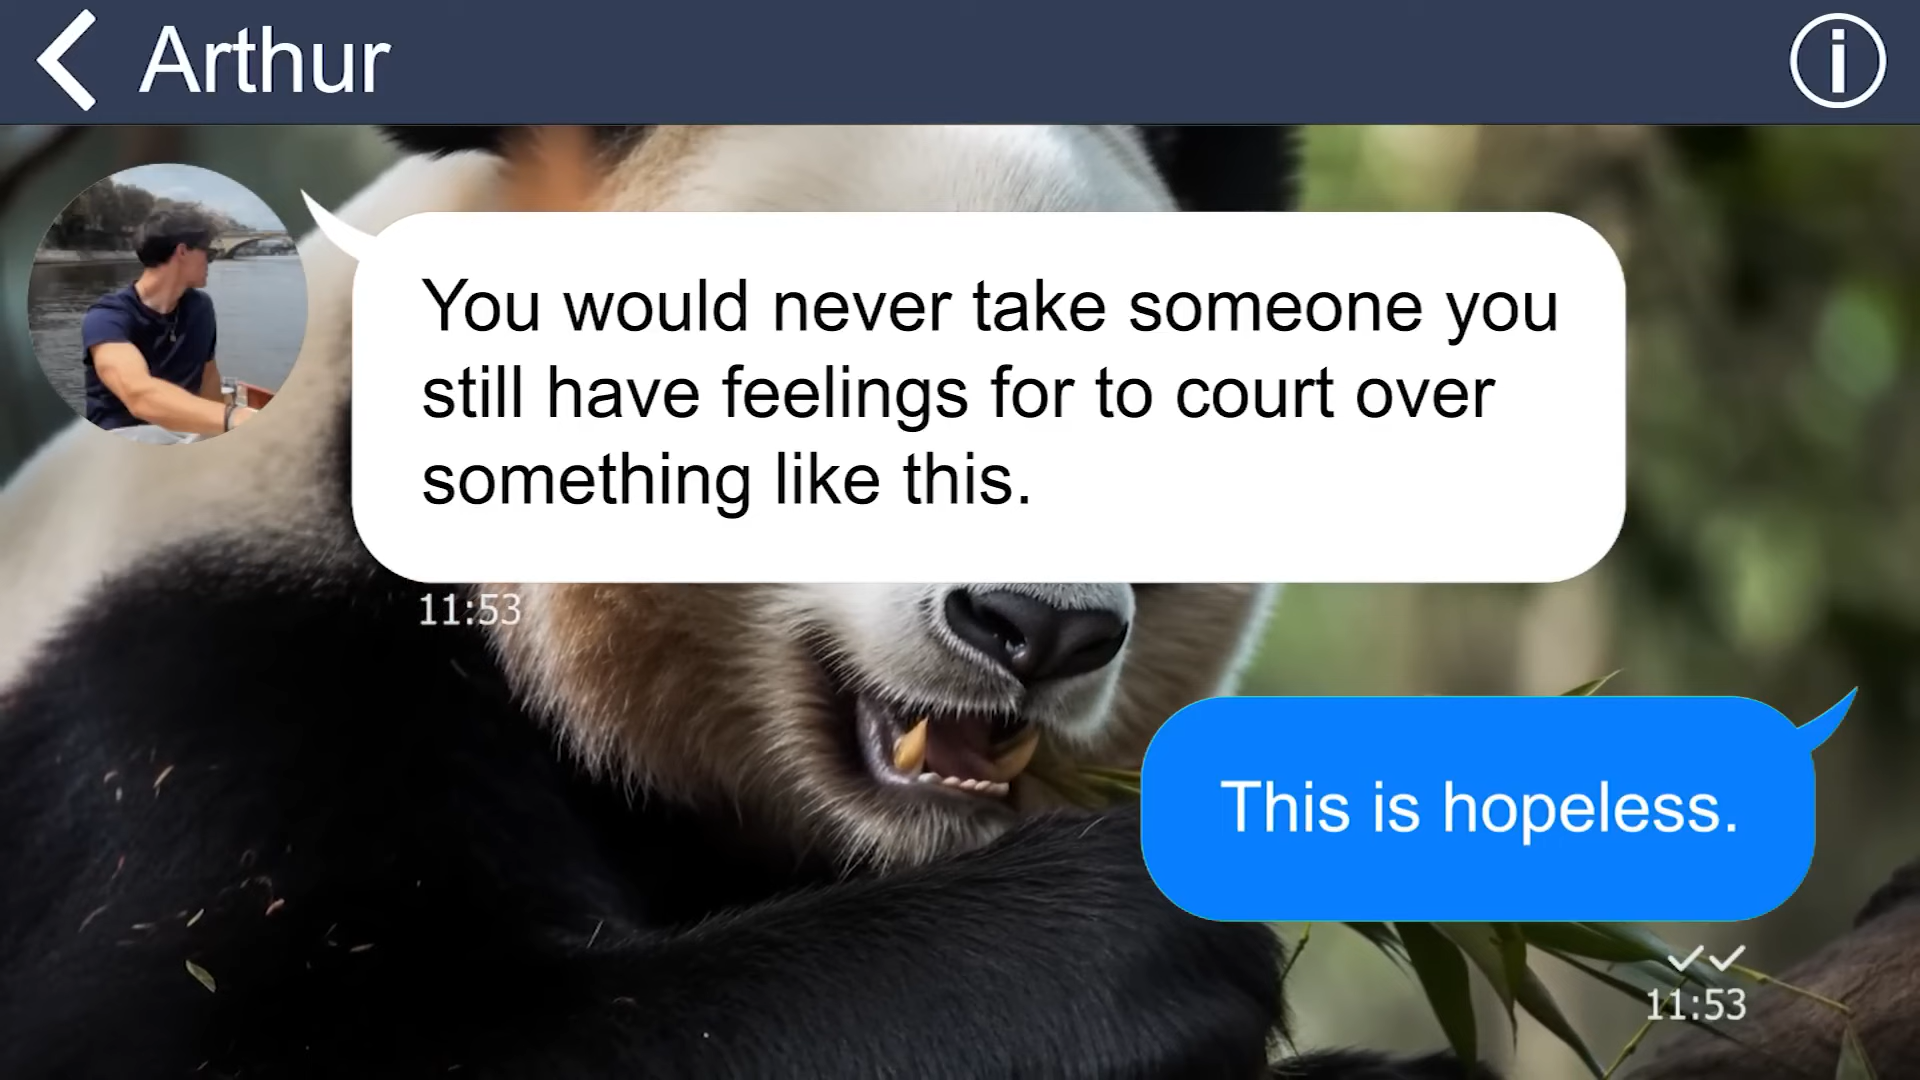 Arthur
You would never take someone you
still have feelings for to court over
something like this.
11:53
This is hopeless.
11:53